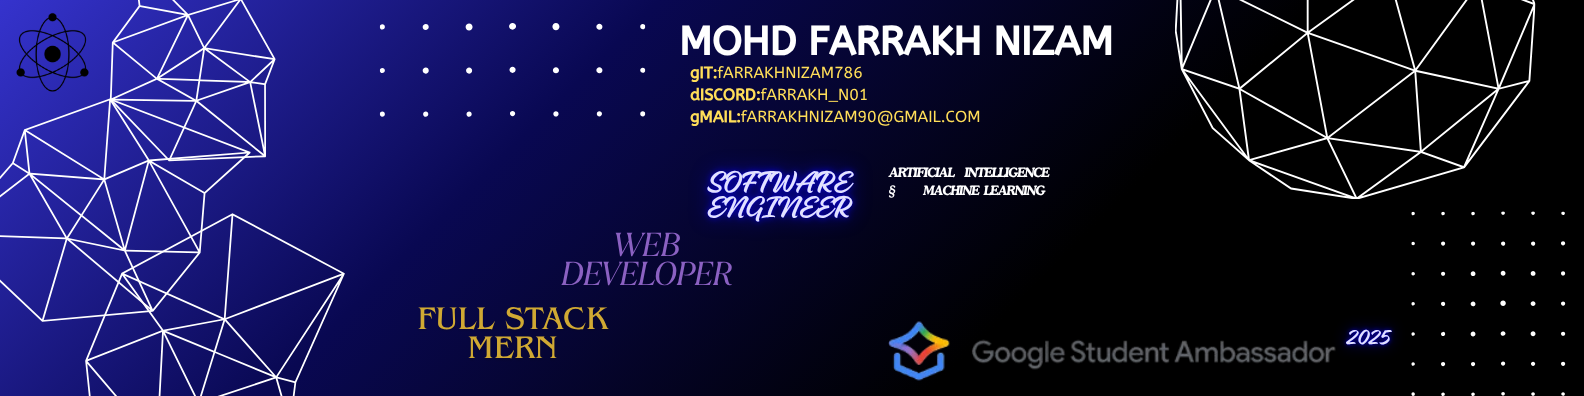 MOHD FARRAKH NIZAM
gIT:fARRAKHNIZAM786
dISCORD:fARRAKH_N01
gMAIL:fARRAKHNIZAM90@GMAIL.COM
SOFTWARE
ENGINEER
ARTIFICIAL INTELLIGENCE
§ MACHINE LEARNING
WEB
DEVELOPER
FULL STACK
MERN
Google Student Ambassador
2025